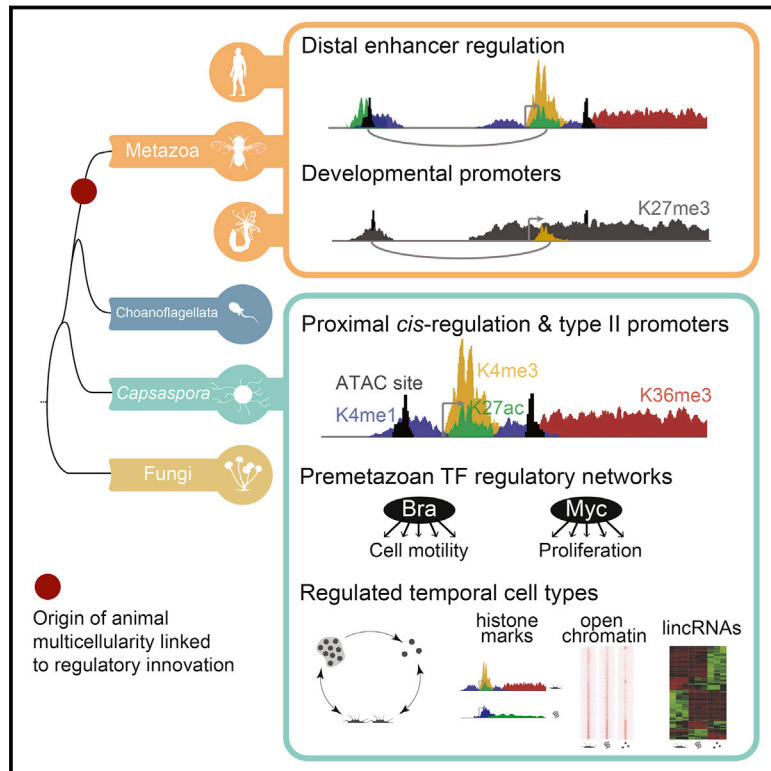 Distal enhancer regulation
Metazoa
Developmental promoters
K27me3
Choanoflagellata
Capsaspora
Fungi
Proximal cis-regulation & type II promoters
K4me3
ATAC site
K27ac
K36me3
K4me1
Premetazoan TF regulatory networks
Bra
Myc
Cell motility
Proliferation
Regulated temporal cell types
histone
marks
open
chromatin
lincRNAs
Origin of animal
multicellularity linked
to regulatory innovation